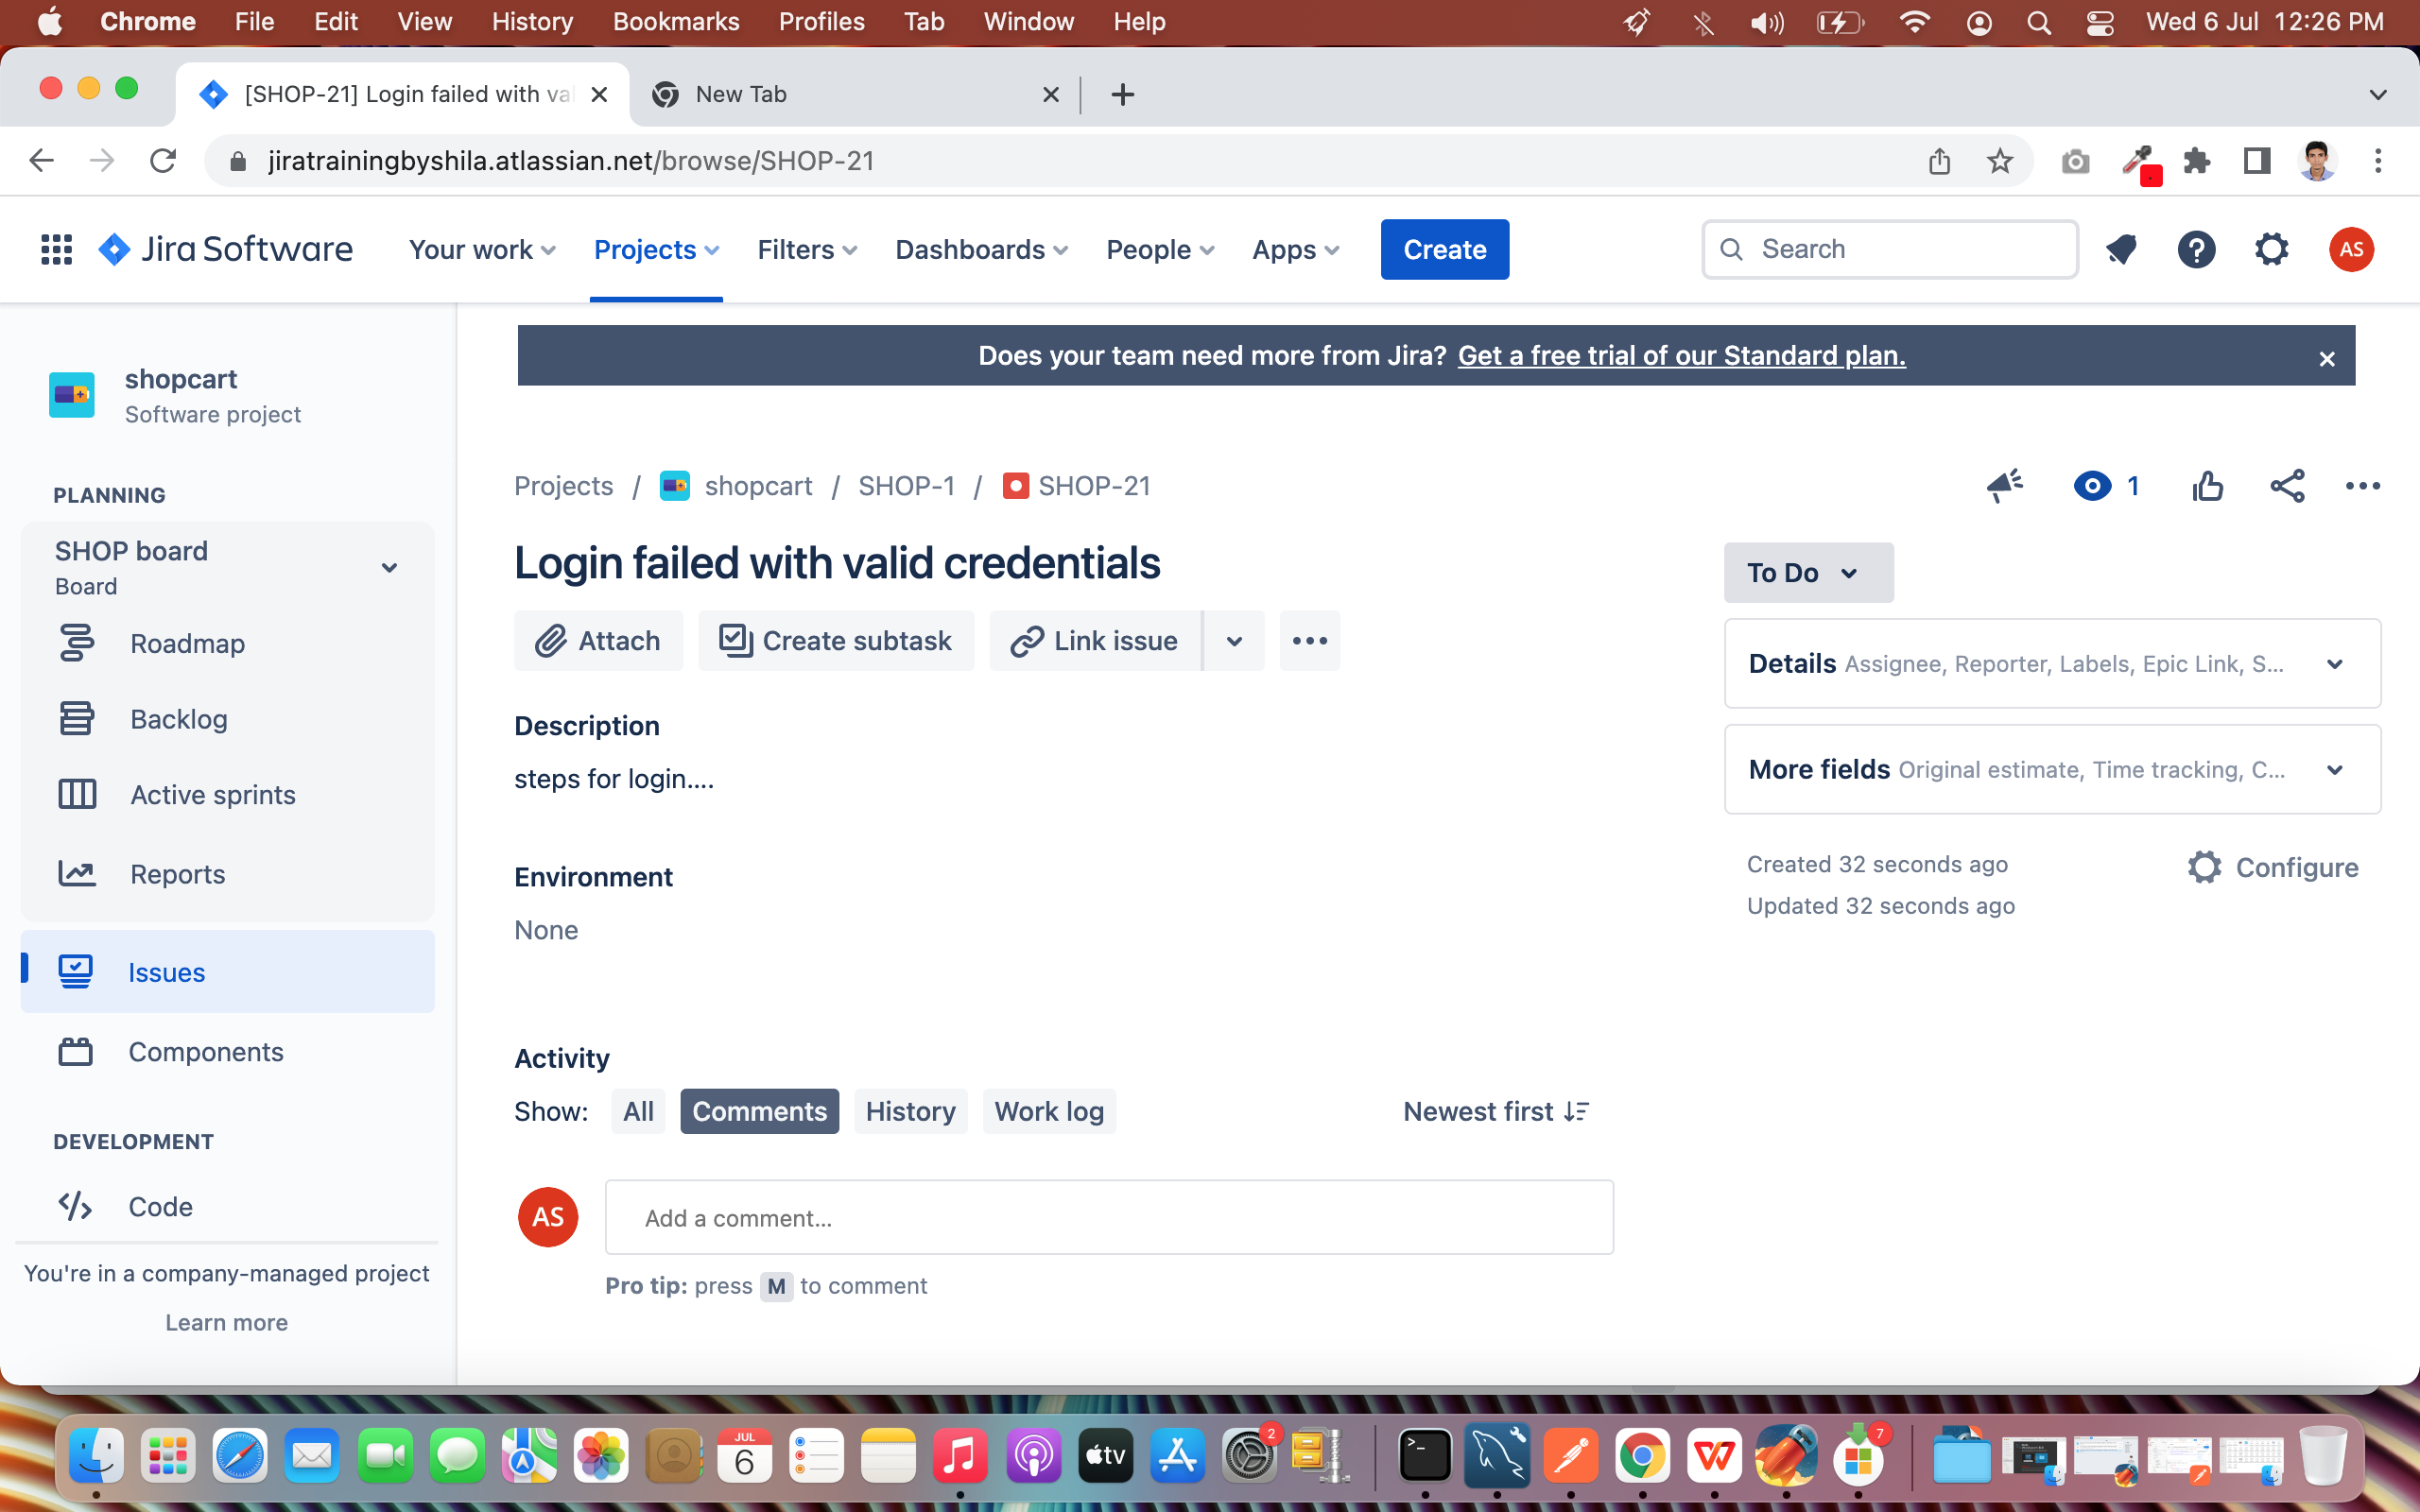 Chrome File Edit View History Bookmarks Profiles Tab Window Help Wed 6 Jul 12:26 PM
[SHOP-21] Login failed with va New Tab
jiratrainingbyshila.atlassian.net/browse/SHOP-21
Jira Software Your work Projects Filters Dashboards People Apps Create Search AS
Does your team need more from Jira? Get a free trial of our Standard plan.
shopcart
Software project
PLANNING
SHOP board
Board
Roadmap
Backlog
Active sprints
Reports
Issues
Components
DEVELOPMENT
Code
You're in a company-managed project
Learn more
Projects / shopcart / SHOP-1 / SHOP-21
1
Login failed with valid credentials
Attach Create subtask Link issue
Description
steps for login....
Environment
None
Activity
Show: All Comments History Work log Newest first
AS Add a comment...
Pro tip: press M to comment
To Do
Details Assignee, Reporter, Labels, Epic Link, S...
More fields Original estimate, Time tracking, C...
Created 32 seconds ago
Configure
Updated 32 seconds ago
JUL
6
tv
2
7